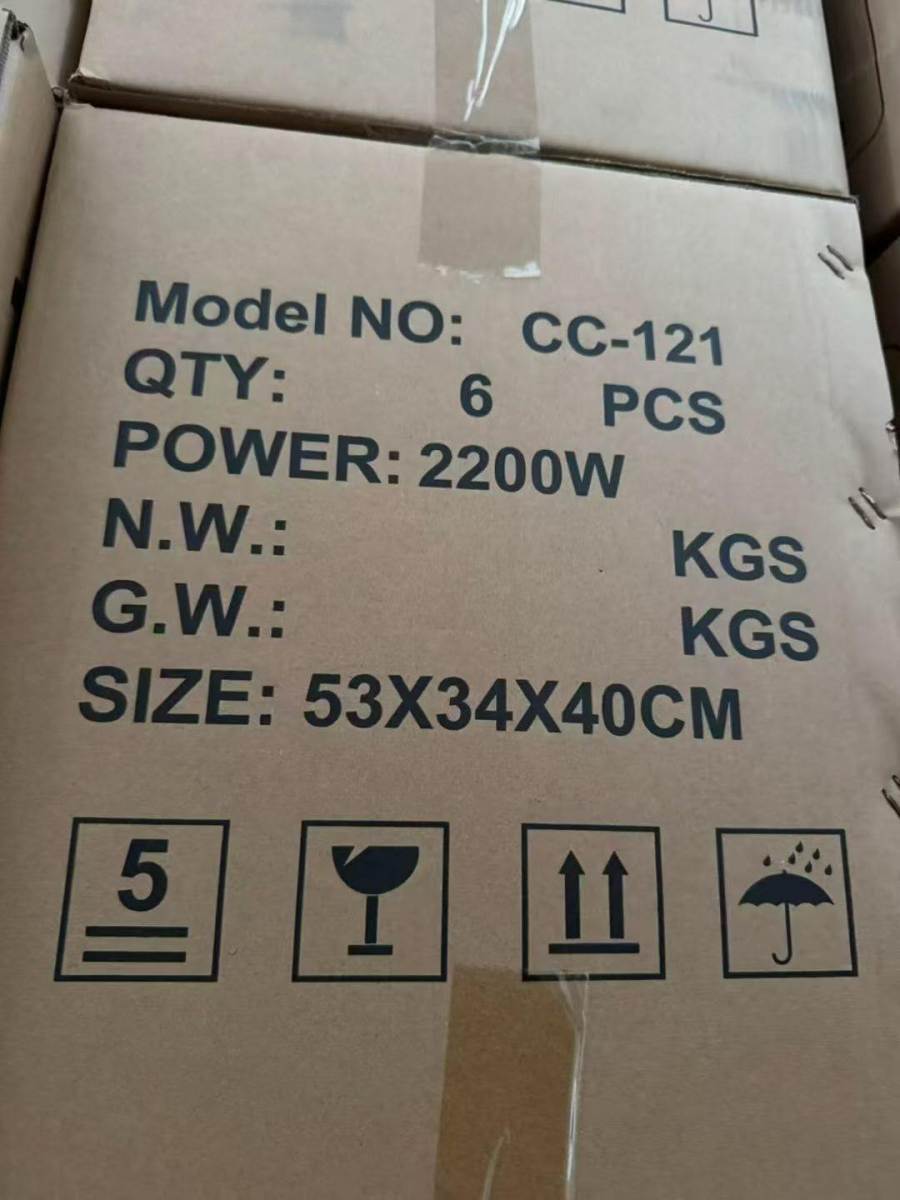 Model NO: CC-121
QTY: 6 PCS
POWER: 2200W
N.W.: KGS
G.W.: KGS
SIZE: 53X34X40CM
5